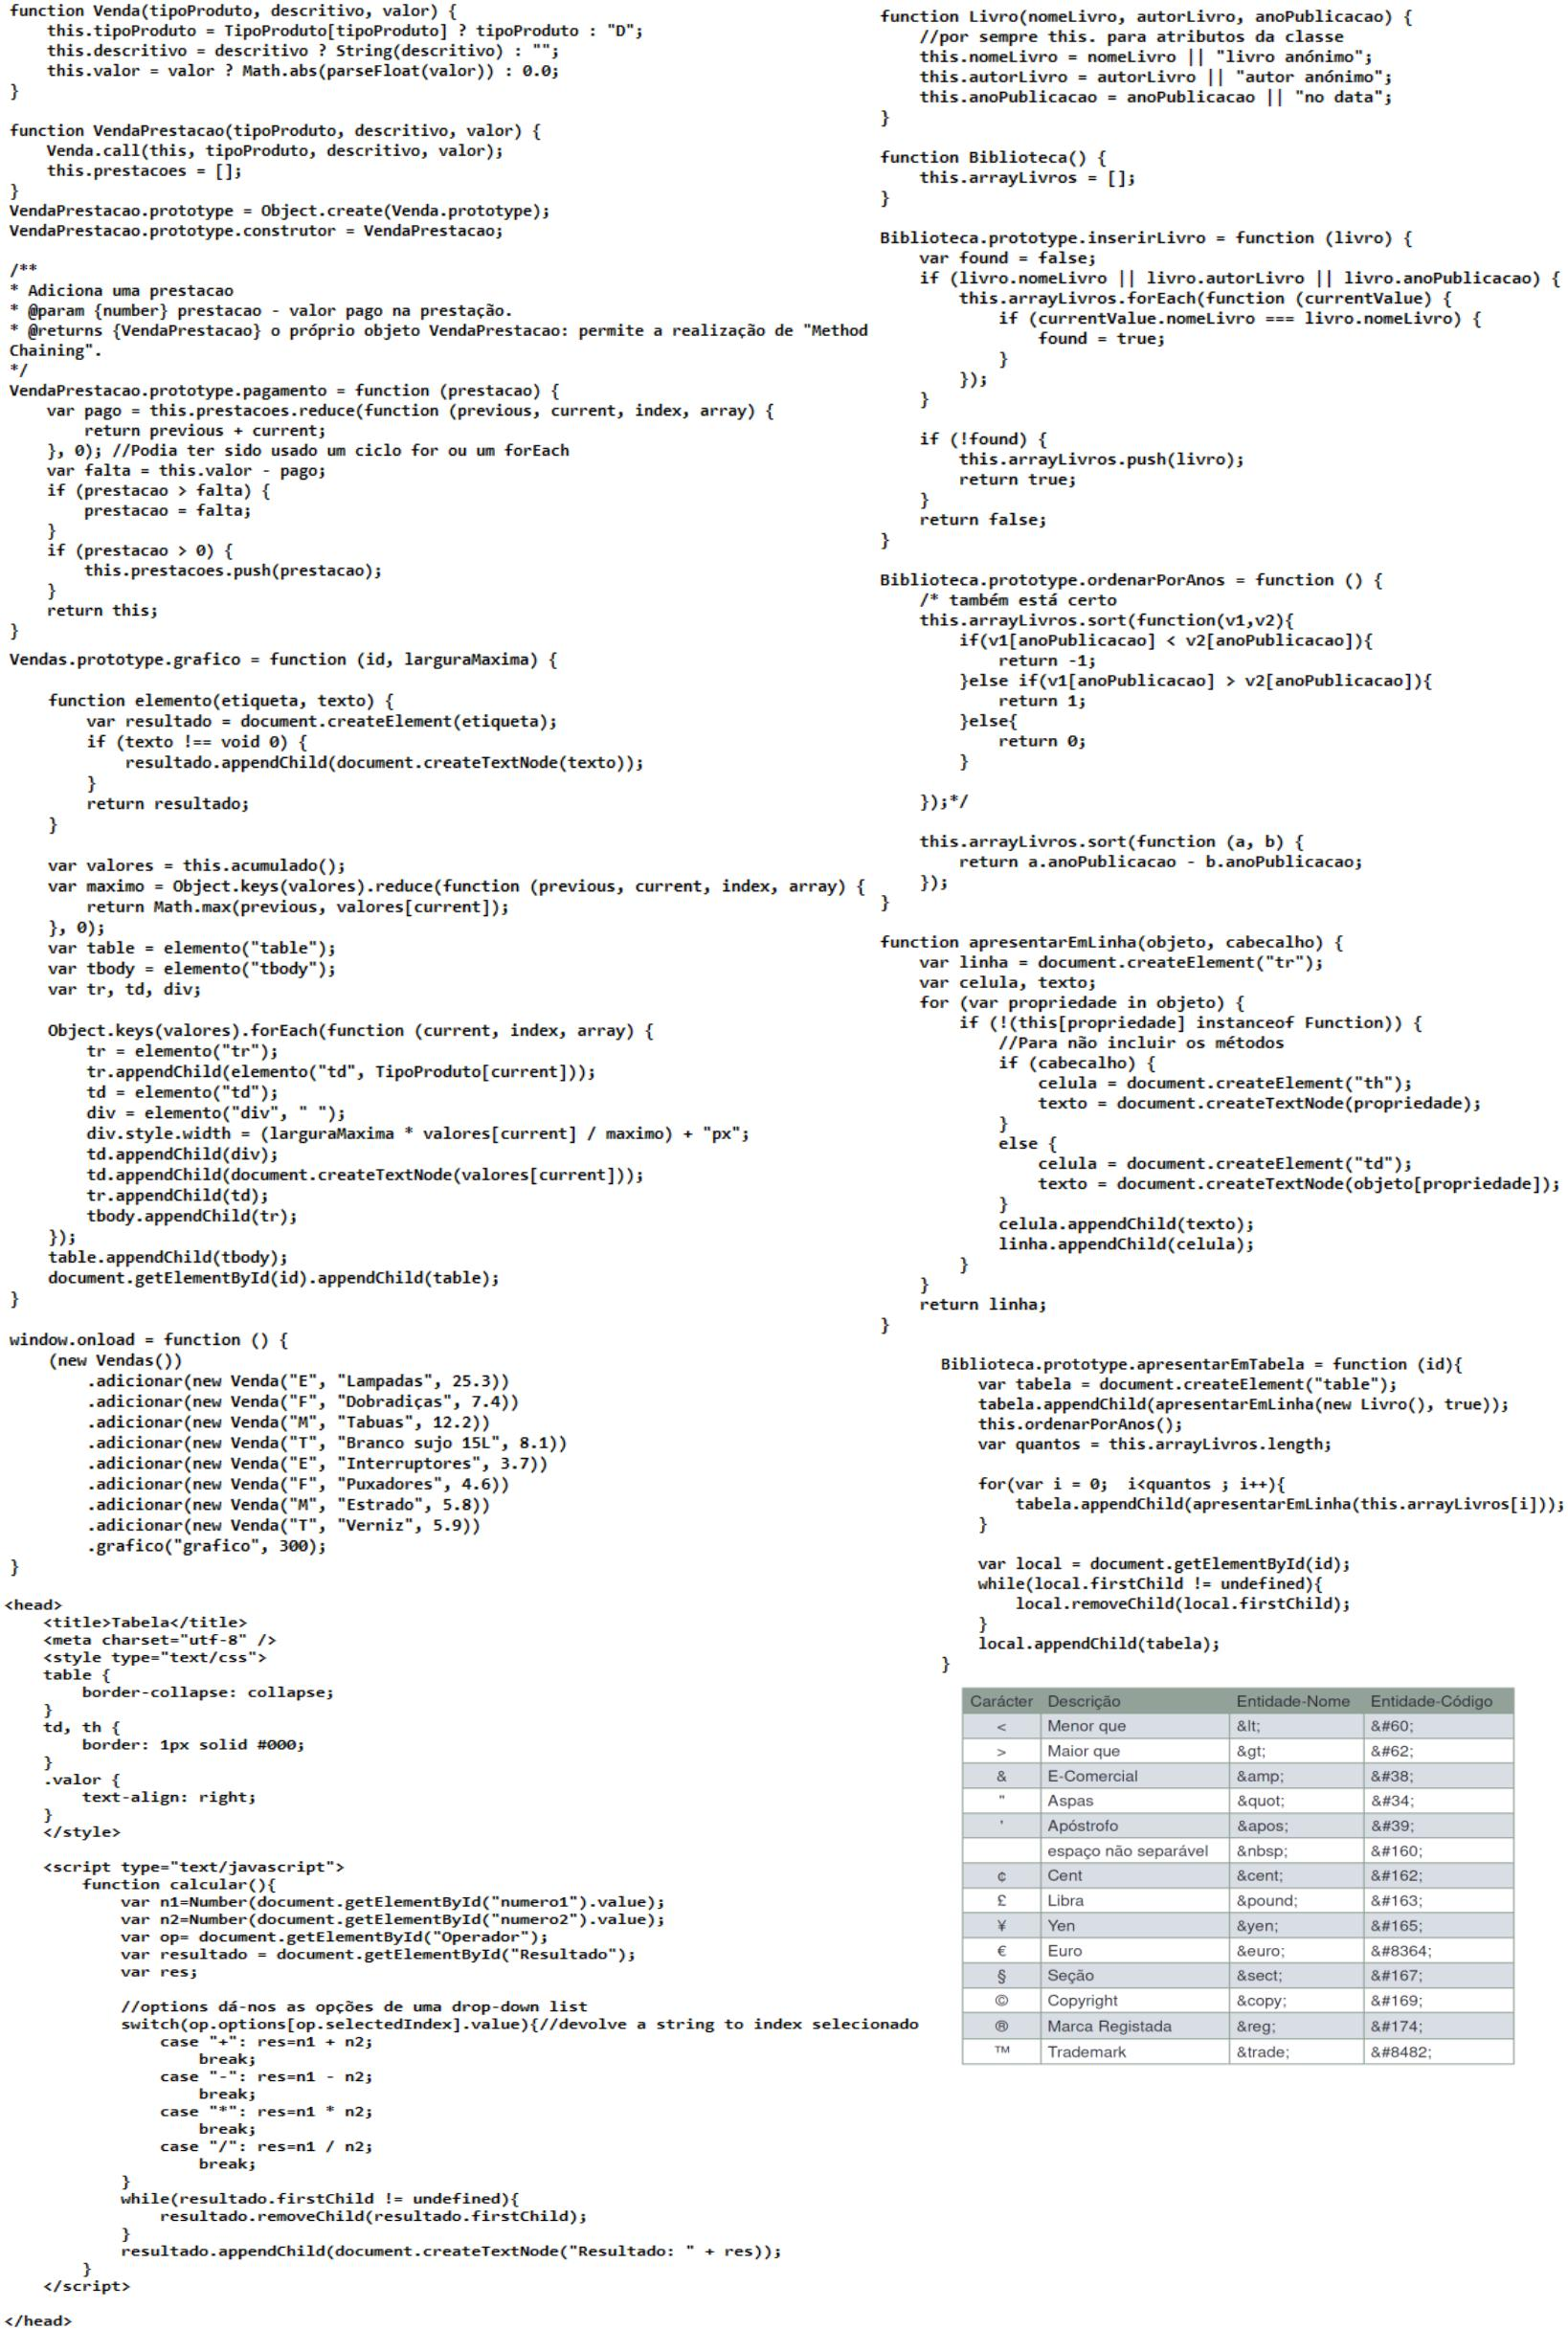 function Venda(tipoProduto, descritivo, valor) {
    this.tipoProduto = TipoProduto[tipoProduto] ? tipoProduto : "D";
    this.descritivo = descritivo ? String(descritivo) : "";
    this.valor = valor ? Math.abs(parseFloat(valor)) : 0.0;
}

function VendaPrestacao(tipoProduto, descritivo, valor) {
    Venda.call(this, tipoProduto, descritivo, valor);
    this.prestacoes = [];
}
VendaPrestacao.prototype = Object.create(Venda.prototype);
VendaPrestacao.prototype.construtor = VendaPrestacao;

/**
* Adiciona uma prestacao
* @param {number} prestacao - valor pago na prestação.
* @returns {VendaPrestacao} o próprio objeto VendaPrestacao: permite a realização de "Method
Chaining".
*/
VendaPrestacao.prototype.pagamento = function (prestacao) {
    var pago = this.prestacoes.reduce(function (previous, current, index, array) {
        return previous + current;
    }, 0); //Podia ter sido usado um ciclo for ou um forEach
    var falta = this.valor - pago;
    if (prestacao > falta) {
        prestacao = falta;
    }
    if (prestacao > 0) {
        this.prestacoes.push(prestacao);
    }
    return this;
}
Vendas.prototype.grafico = function (id, larguraMaxima) {

    function elemento(etiqueta, texto) {
        var resultado = document.createElement(etiqueta);
        if (texto !== void 0) {
            resultado.appendChild(document.createTextNode(texto));
        }
        return resultado;
    }

    var valores = this.acumulado();
    var maximo = Object.keys(valores).reduce(function (previous, current, index, array) {
        return Math.max(previous, valores[current]);
    }, 0);
    var table = elemento("table");
    var tbody = elemento("tbody");
    var tr, td, div;

    Object.keys(valores).forEach(function (current, index, array) {
        tr = elemento("tr");
        tr.appendChild(elemento("td", TipoProduto[current]));
        td = elemento("td");
        div = elemento("div", " ");
        div.style.width = (larguraMaxima * valores[current] / maximo) + "px";
        td.appendChild(div);
        td.appendChild(document.createTextNode(valores[current]));
        tr.appendChild(td);
        tbody.appendChild(tr);
    });
    table.appendChild(tbody);
    document.getElementById(id).appendChild(table);
}

window.onload = function () {
    (new Vendas())
        .adicionar(new Venda("E", "Lampadas", 25.3))
        .adicionar(new Venda("F", "Dobradiças", 7.4))
        .adicionar(new Venda("M", "Tabuas", 12.2))
        .adicionar(new Venda("T", "Branco sujo 15L", 8.1))
        .adicionar(new Venda("E", "Interruptores", 3.7))
        .adicionar(new Venda("F", "Puxadores", 4.6))
        .adicionar(new Venda("M", "Estrado", 5.8))
        .adicionar(new Venda("T", "Verniz", 5.9))
        .grafico("grafico", 300);
}
<head>
    <title>Tabela</title>
    <meta charset="utf-8" />
    <style type="text/css">
    table {
        border-collapse: collapse;
    }
    td, th {
        border: 1px solid #000;
    }
    .valor {
        text-align: right;
    }
    </style>

    <script type="text/javascript">
        function calcular(){
            var n1=Number(document.getElementById("numero1").value);
            var n2=Number(document.getElementById("numero2").value);
            var op= document.getElementById("Operador");
            var resultado = document.getElementById("Resultado");
            var res;

            //options dá-nos as opções de uma drop-down list
            switch(op.options[op.selectedIndex].value){//devolve a string to index selecionado
                case "+": res=n1 + n2;
                    break;
                case "-": res=n1 - n2;
                    break;
                case "*": res=n1 * n2;
                    break;
                case "/": res=n1 / n2;
                    break;
            }
            while(resultado.firstChild != undefined){
                resultado.removeChild(resultado.firstChild);
            }
            resultado.appendChild(document.createTextNode("Resultado: " + res));
        }
    </script>

</head>
function Livro(nomeLivro, autorLivro, anoPublicacao) {
    //por sempre this. para atributos da classe
    this.nomeLivro = nomeLivro || "livro anónimo";
    this.autorLivro = autorLivro || "autor anónimo";
    this.anoPublicacao = anoPublicacao || "no data";
}

function Biblioteca() {
    this.arrayLivros = [];
}

Biblioteca.prototype.inserirLivro = function (livro) {
    var found = false;
    if (livro.nomeLivro || livro.autorLivro || livro.anoPublicacao) {
        this.arrayLivros.forEach(function (currentValue) {
            if (currentValue.nomeLivro === livro.nomeLivro) {
                found = true;
            }
        });
    }

    if (!found) {
        this.arrayLivros.push(livro);
        return true;
    }
    return false;
}

Biblioteca.prototype.ordenarPorAnos = function () {
    /* também está certo
    this.arrayLivros.sort(function(v1,v2){
        if(v1[anoPublicacao] < v2[anoPublicacao]){
            return -1;
        }else if(v1[anoPublicacao] > v2[anoPublicacao]){
            return 1;
        }else{
            return 0;
        }

    });*/

    this.arrayLivros.sort(function (a, b) {
        return a.anoPublicacao - b.anoPublicacao;
    });
}

function apresentarEmLinha(objeto, cabecalho) {
    var linha = document.createElement("tr");
    var celula, texto;
    for (var propriedade in objeto) {
        if (!(this[propriedade] instanceof Function)) {
            //Para não incluir os métodos
            if (cabecalho) {
                celula = document.createElement("th");
                texto = document.createTextNode(propriedade);
            }
            else {
                celula = document.createElement("td");
                texto = document.createTextNode(objeto[propriedade]);
            }
            celula.appendChild(texto);
            linha.appendChild(celula);
        }
    }
    return linha;
}

Biblioteca.prototype.apresentarEmTabela = function (id){
    var tabela = document.createElement("table");
    tabela.appendChild(apresentarEmLinha(new Livro(), true));
    this.ordenarPorAnos();
    var quantos = this.arrayLivros.length;

    for(var i = 0;  i<quantos ; i++){
        tabela.appendChild(apresentarEmLinha(this.arrayLivros[i]));
    }

    var local = document.getElementById(id);
    while(local.firstChild != undefined){
        local.removeChild(local.firstChild);
    }
    local.appendChild(tabela);
}
Carácter Descrição Entidade-Nome Entidade-Código
< Menor que &lt; &#60;
> Maior que &gt; &#62;
& E-Comercial &amp; &#38;
" Aspas &quot; &#34;
' Apóstrofo &apos; &#39;
espaço não separável &nbsp; &#160;
¢ Cent &cent; &#162;
£ Libra &pound; &#163;
¥ Yen &yen; &#165;
€ Euro &euro; &#8364;
§ Seção &sect; &#167;
© Copyright &copy; &#169;
® Marca Registada &reg; &#174;
™ Trademark &trade; &#8482;